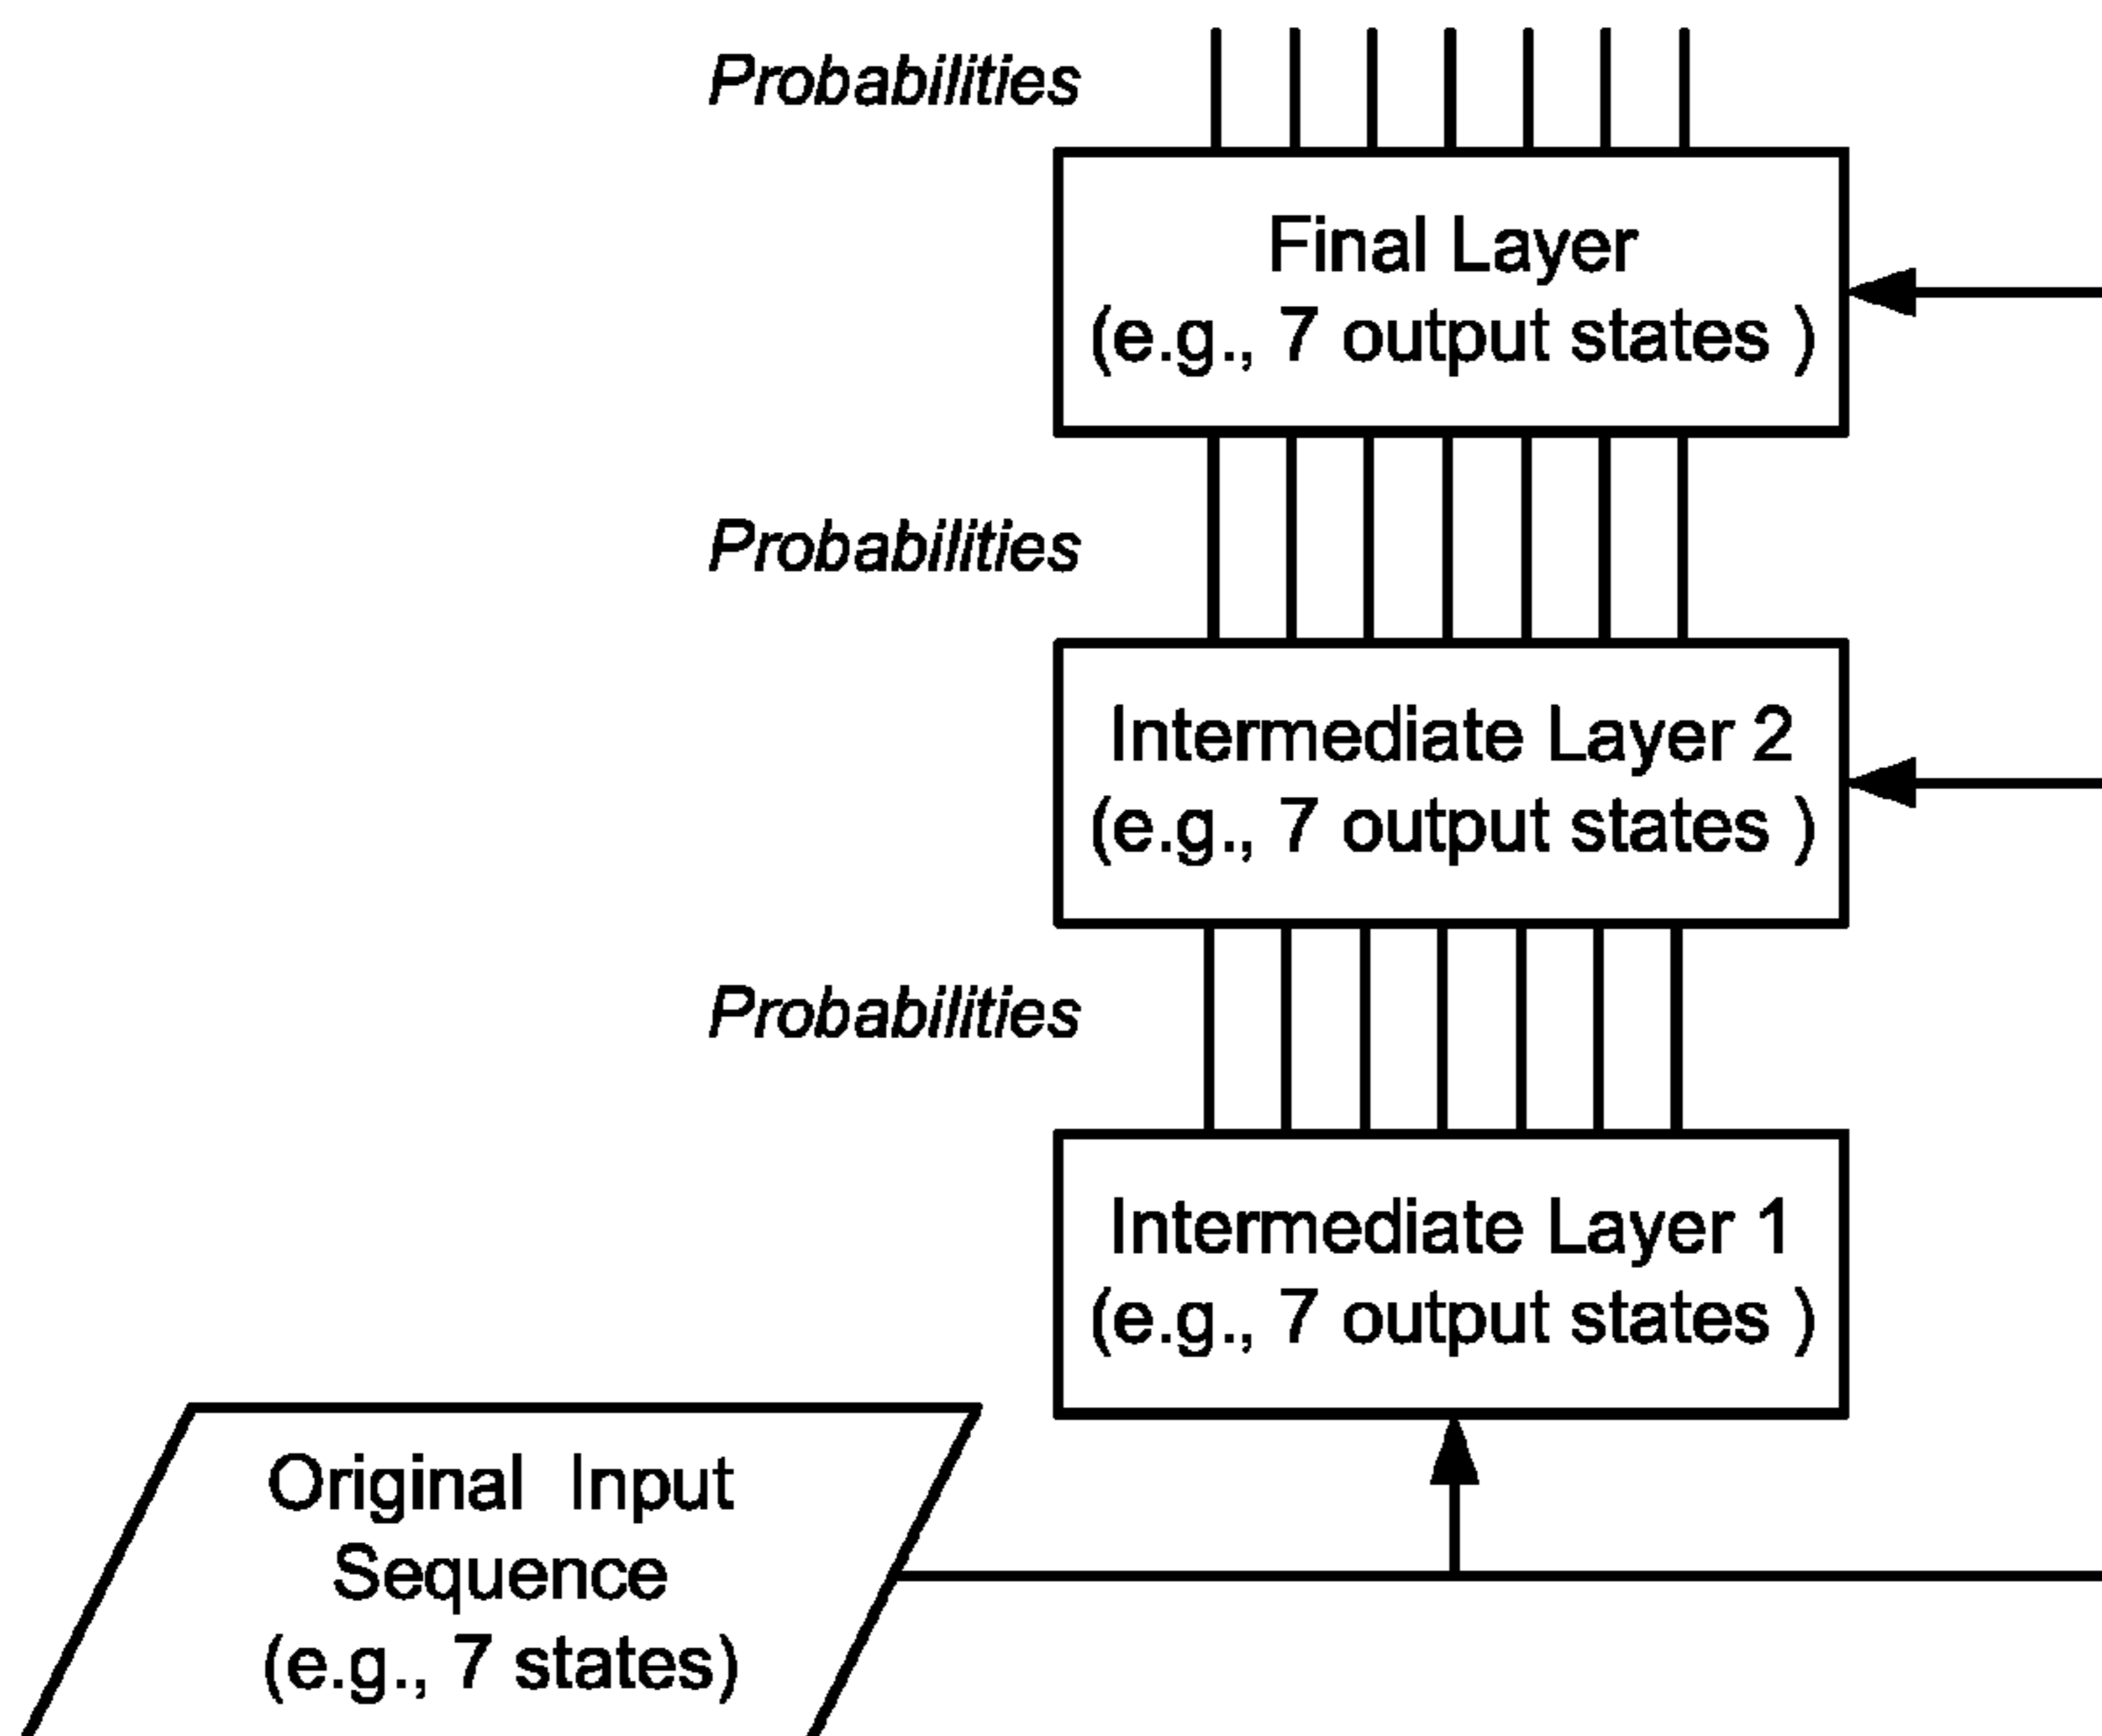 Probabilities
Final Layer
(e.g., 7 output states )
Probabilities
Intermediate Layer 2
(e.g., 7 output states )
Probabilities
Intermediate Layer 1
(e.g., 7 output states )
Original Input
Sequence
(e.g., 7 states)